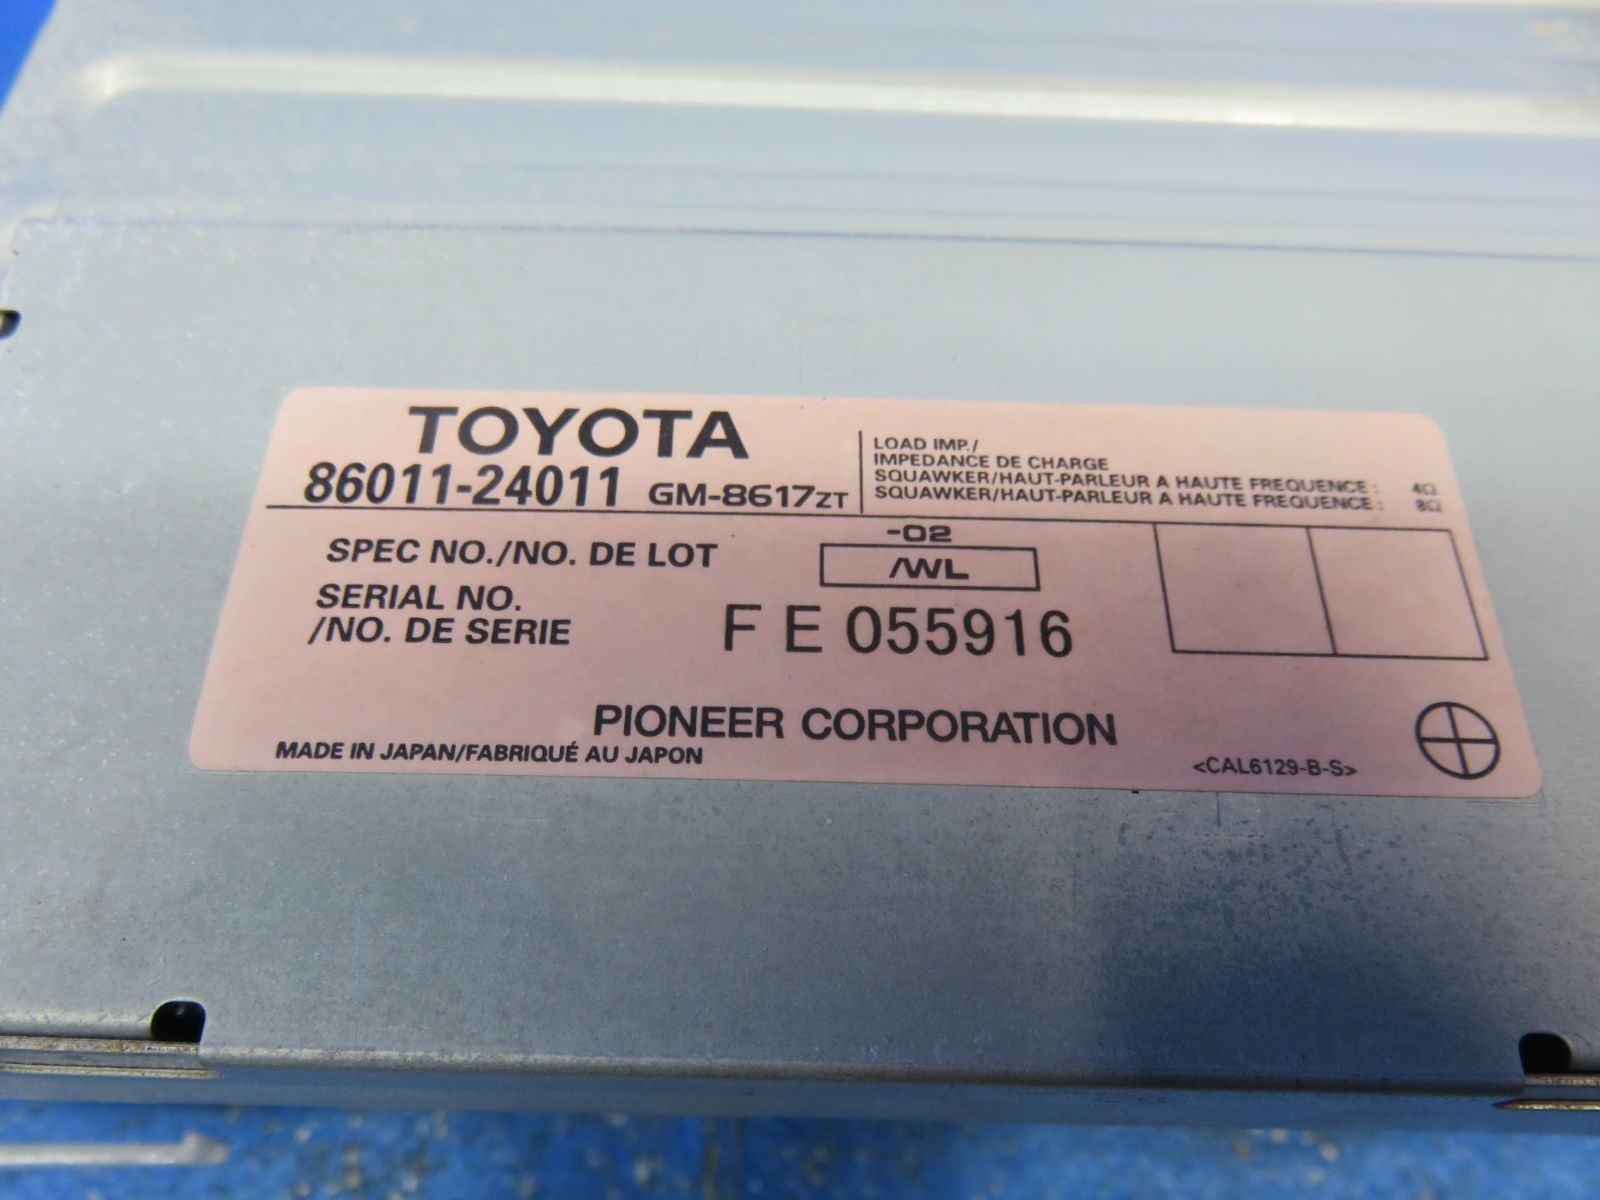 TOYOTA
86011-24011 GM-8617ZT
LOAD IMP./
IMPEDANCE DE CHARGE
SQUAWKER/HAUT-PARLEUR A HAUTE FREQUENCE : 4Ω
SQUAWKER/HAUT-PARLEUR A HAUTE FREQUENCE : 8Ω
-02
SPEC NO./NO. DE LOT /WL
SERIAL NO.
/NO. DE SERIE FE055916
PIONEER CORPORATION
MADE IN JAPAN/FABRIQUÉ AU JAPON
<CAL6129-B-S>